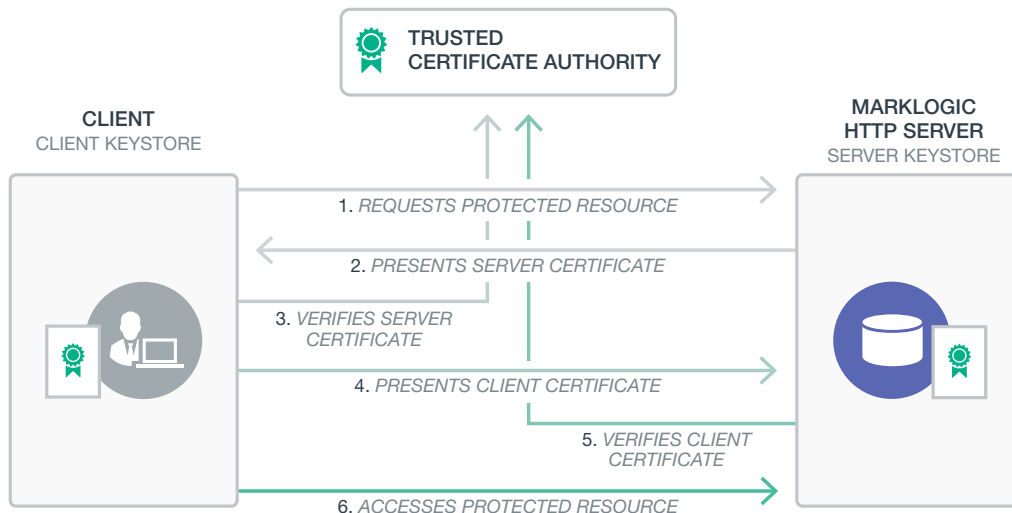 TRUSTED
CERTIFICATE AUTHORITY
CLIENT
CLIENT KEYSTORE
MARKLOGIC
HTTP SERVER
SERVER KEYSTORE
1. REQUESTS PROTECTED RESOURCE
2. PRESENTS SERVER CERTIFICATE
3. VERIFIES SERVER
CERTIFICATE
4. PRESENTS CLIENT CERTIFICATE
5. VERIFIES CLIENT
CERTIFICATE
6. ACCESSES PROTECTED RESOURCE